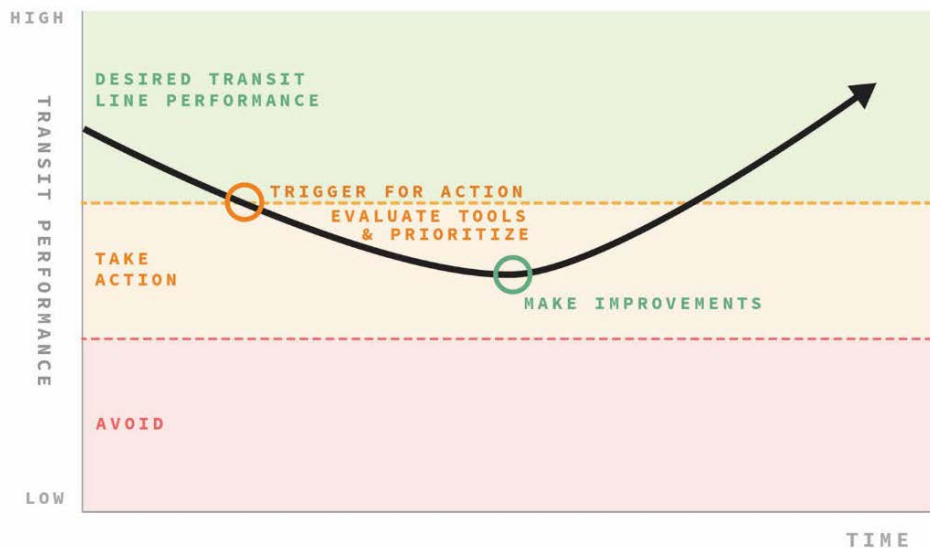 HIGH
TRANSIT PERFORMANCE
DESIRED TRANSIT
LINE PERFORMANCE
TRIGGER FOR ACTION
EVALUATE TOOLS
& PRIORITIZE
TAKE
ACTION
MAKE IMPROVEMENTS
AVOID
LOW
TIME